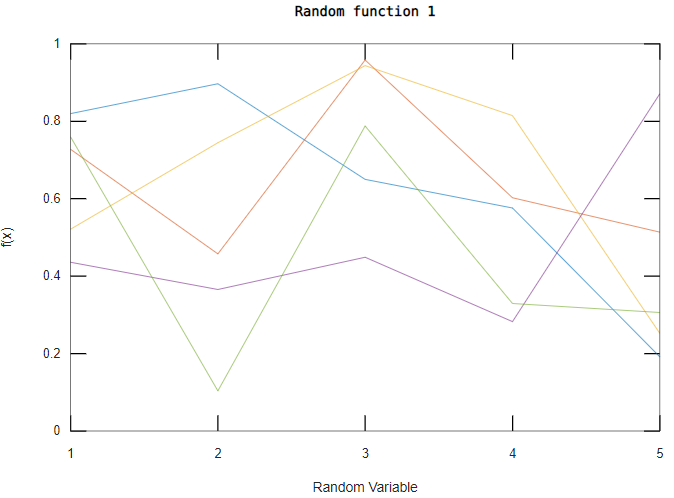 Random function 1
1
0.8
0.6
0.4
0.2
0
f(x)
1 2 3 4 5
Random Variable